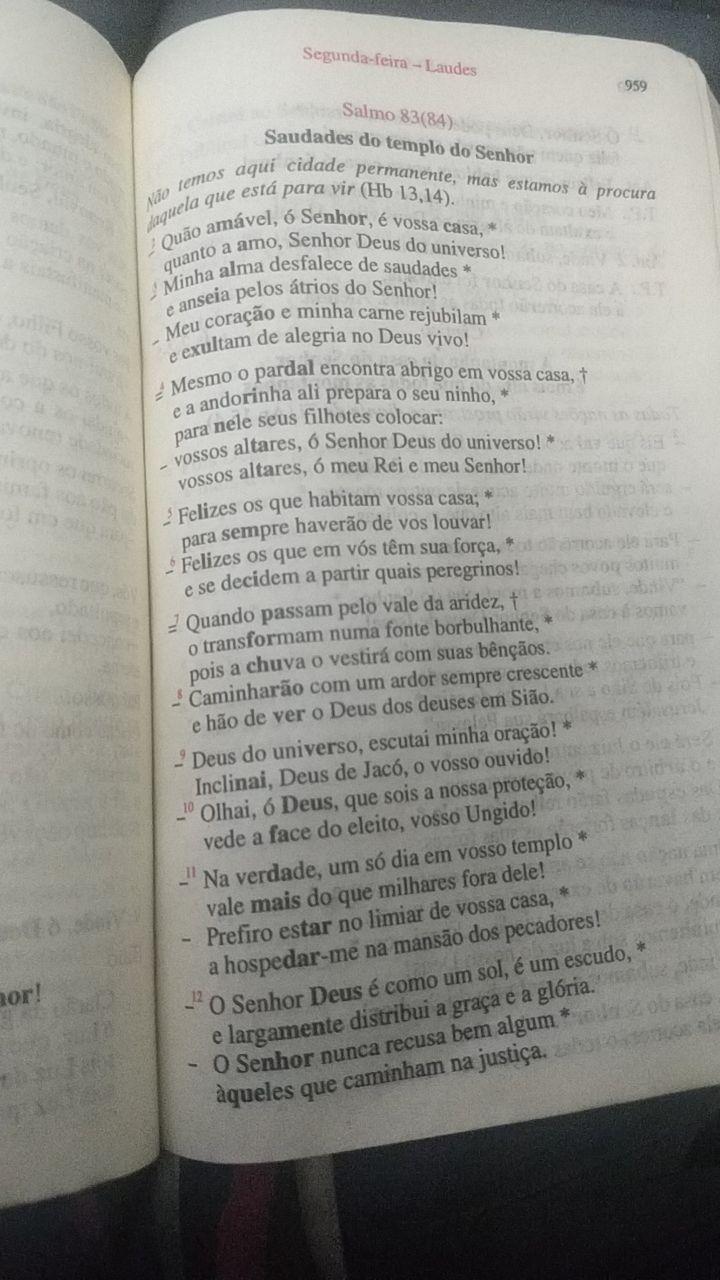 Segunda-feira – Laudes
959
Salmo 83(84)
Saudades do templo do Senhor
Não temos aqui cidade permanente, mas estamos à procura
daquela que está para vir (Hb 13,14).
– Quão amável, ó Senhor, é vossa casa, *
quanto a amo, Senhor Deus do universo!
– Minha alma desfalece de saudades *
e anseia pelos átrios do Senhor!
– Meu coração e minha carne rejubilam *
e exultam de alegria no Deus vivo!
=4 Mesmo o pardal encontra abrigo em vossa casa, †
e a andorinha ali prepara o seu ninho, *
para nele seus filhotes colocar:
– vossos altares, ó Senhor Deus do universo! *
vossos altares, ó meu Rei e meu Senhor!
–5 Felizes os que habitam vossa casa; *
para sempre haverão de vos louvar!
–6 Felizes os que em vós têm sua força, *
e se decidem a partir quais peregrinos!
=7 Quando passam pelo vale da aridez, †
o transformam numa fonte borbulhante, *
pois a chuva o vestirá com suas bênçãos.
–8 Caminharão com um ardor sempre crescente *
e hão de ver o Deus dos deuses em Sião.
–9 Deus do universo, escutai minha oração! *
Inclinai, Deus de Jacó, o vosso ouvido!
–10 Olhai, ó Deus, que sois a nossa proteção, *
vede a face do eleito, vosso Ungido!
–11 Na verdade, um só dia em vosso templo *
vale mais do que milhares fora dele!
– Prefiro estar no limiar de vossa casa, *
a hospedar-me na mansão dos pecadores!
–12 O Senhor Deus é como um sol, é um escudo, *
e largamente distribui a graça e a glória.
– O Senhor nunca recusa bem algum *
àqueles que caminham na justiça.